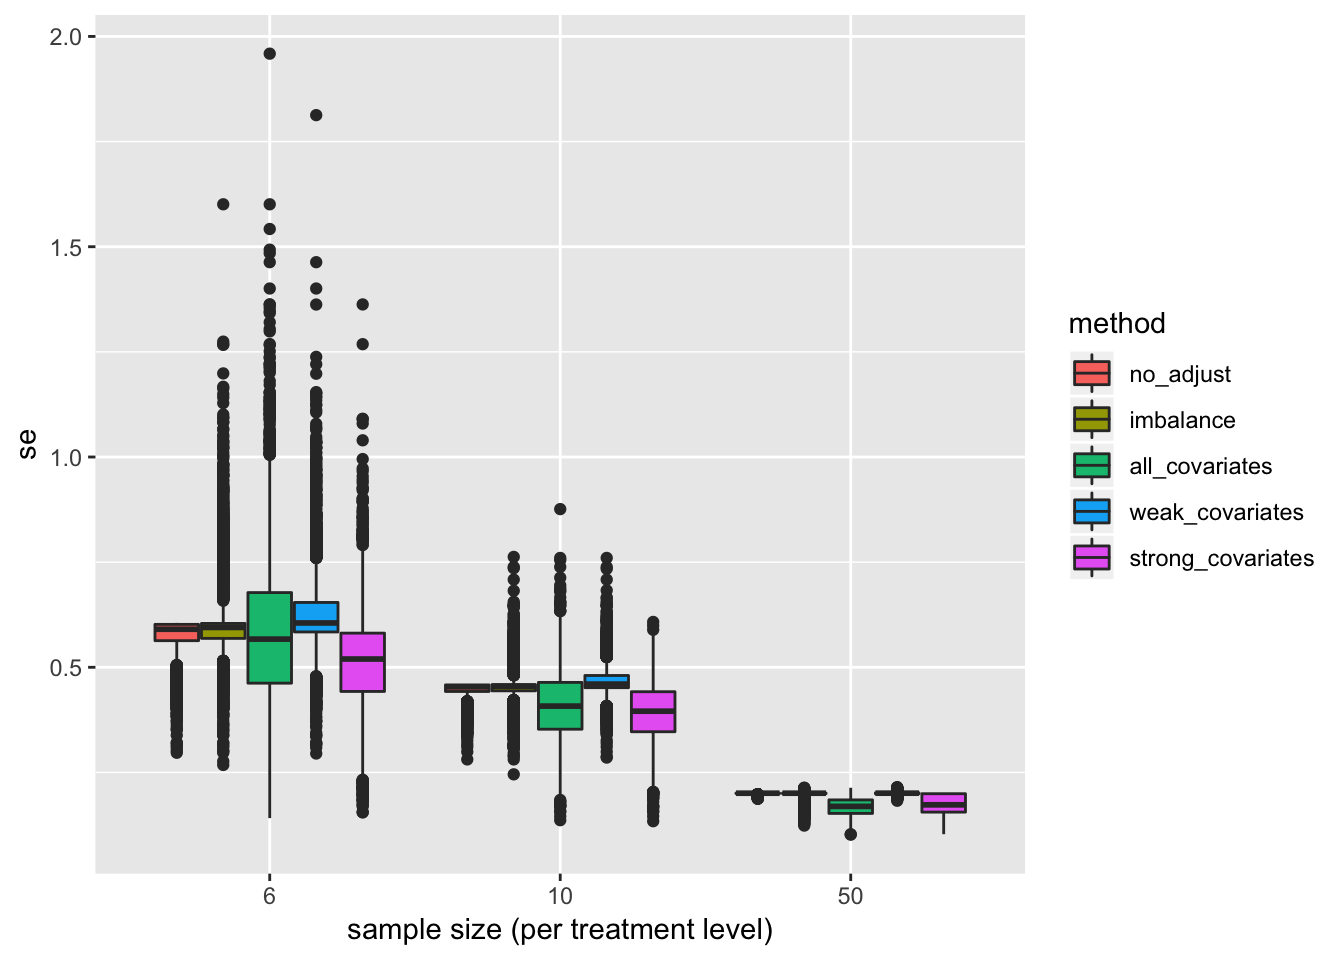 2.0
1.5
1.0
0.5
se
6
10
50
sample size (per treatment level)
method
no_adjust
imbalance
all_covariates
weak_covariates
strong_covariates